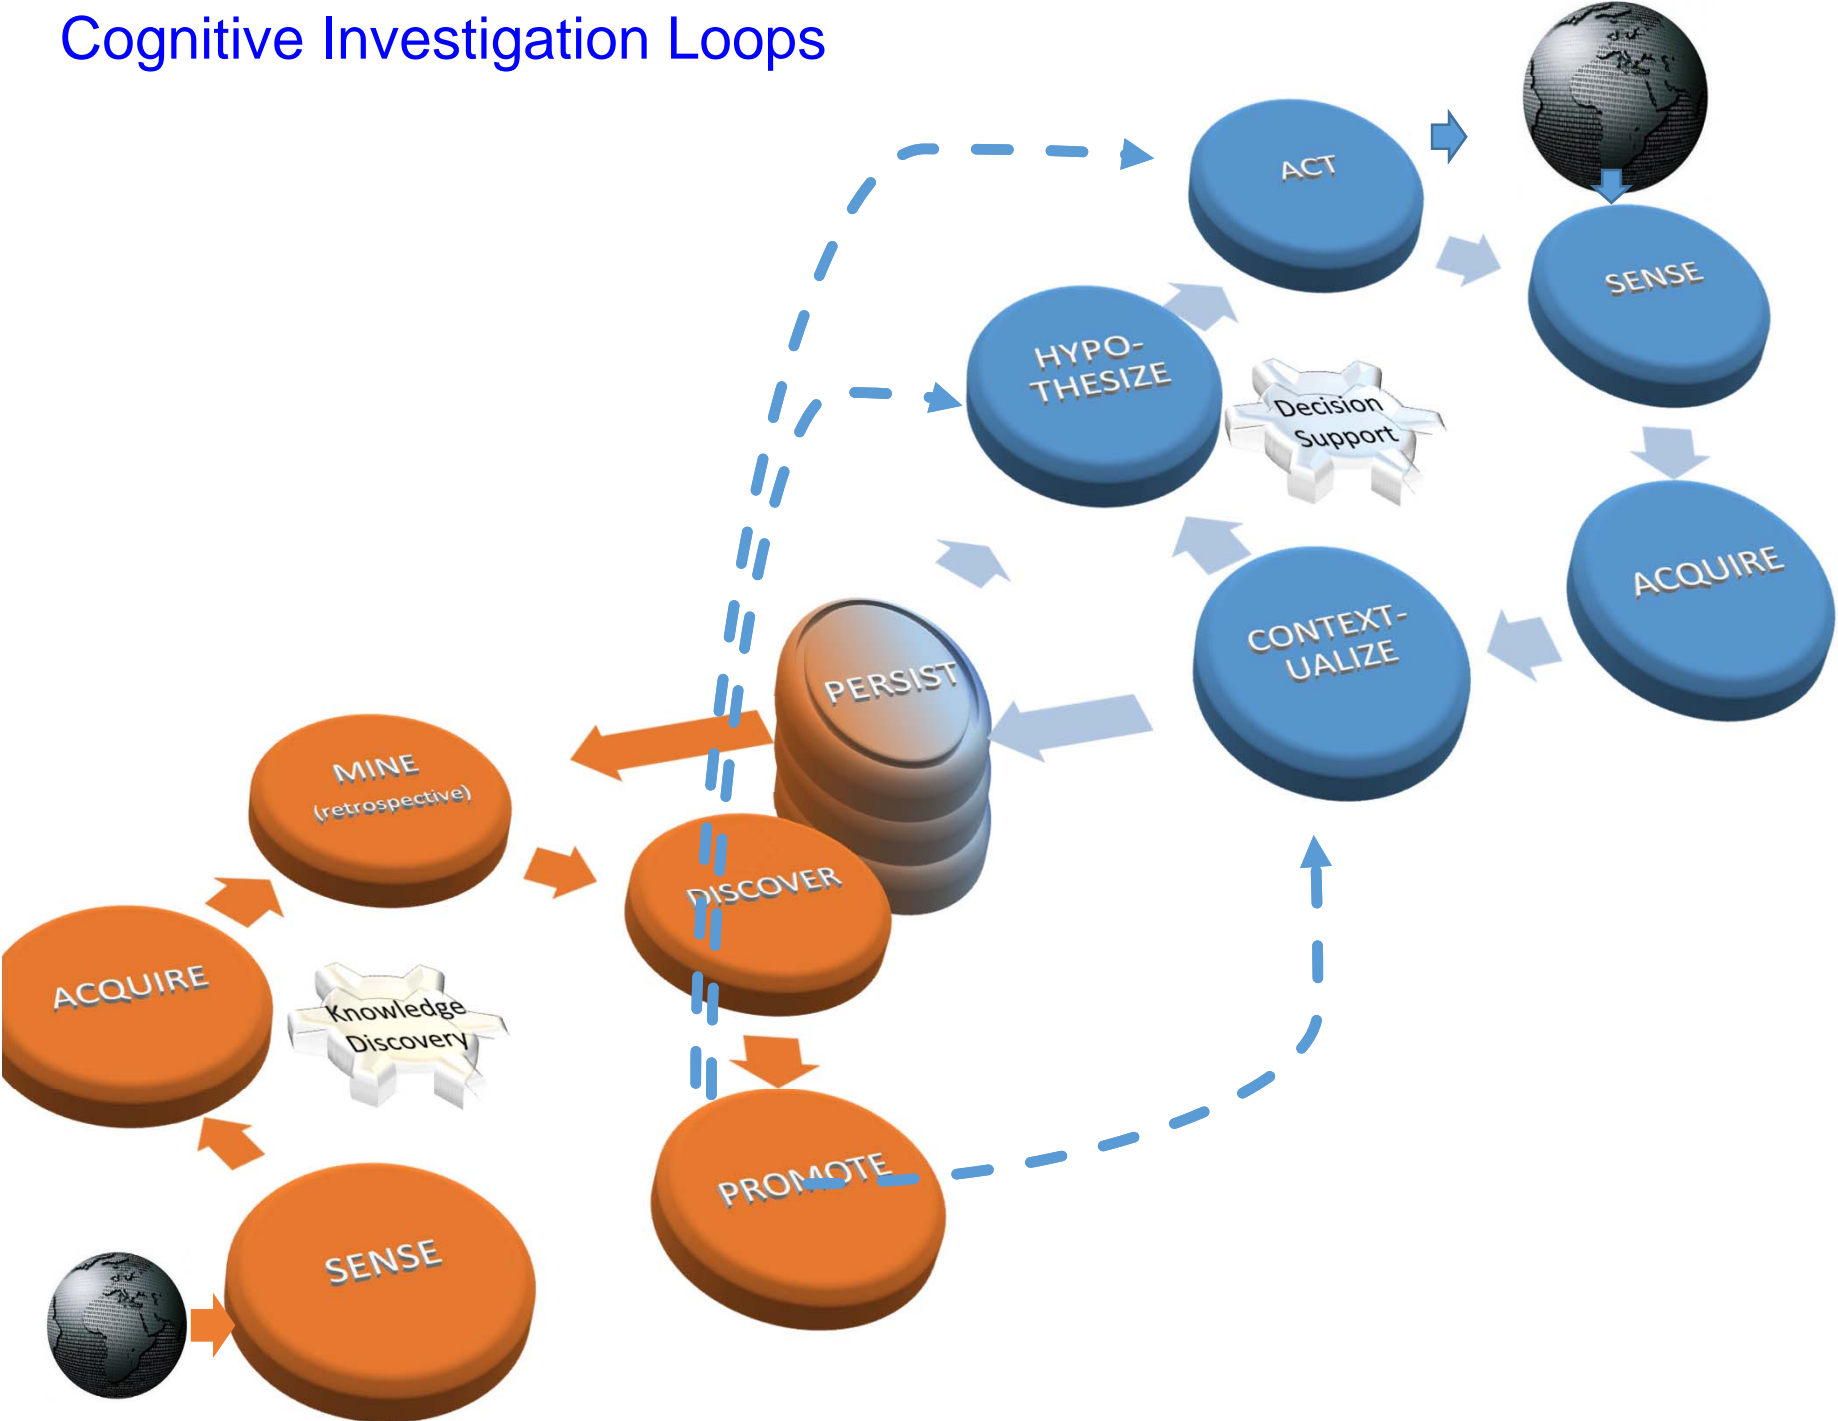 Cognitive Investigation Loops
ACT
SENSE
HYPO-
THESIZE
Decision
Support
ACQUIRE
CONTEXT-
UALIZE
PERSIST
MINE
(retrospective)
DISCOVER
ACQUIRE
Knowledge
Discovery
PROMOTE
SENSE